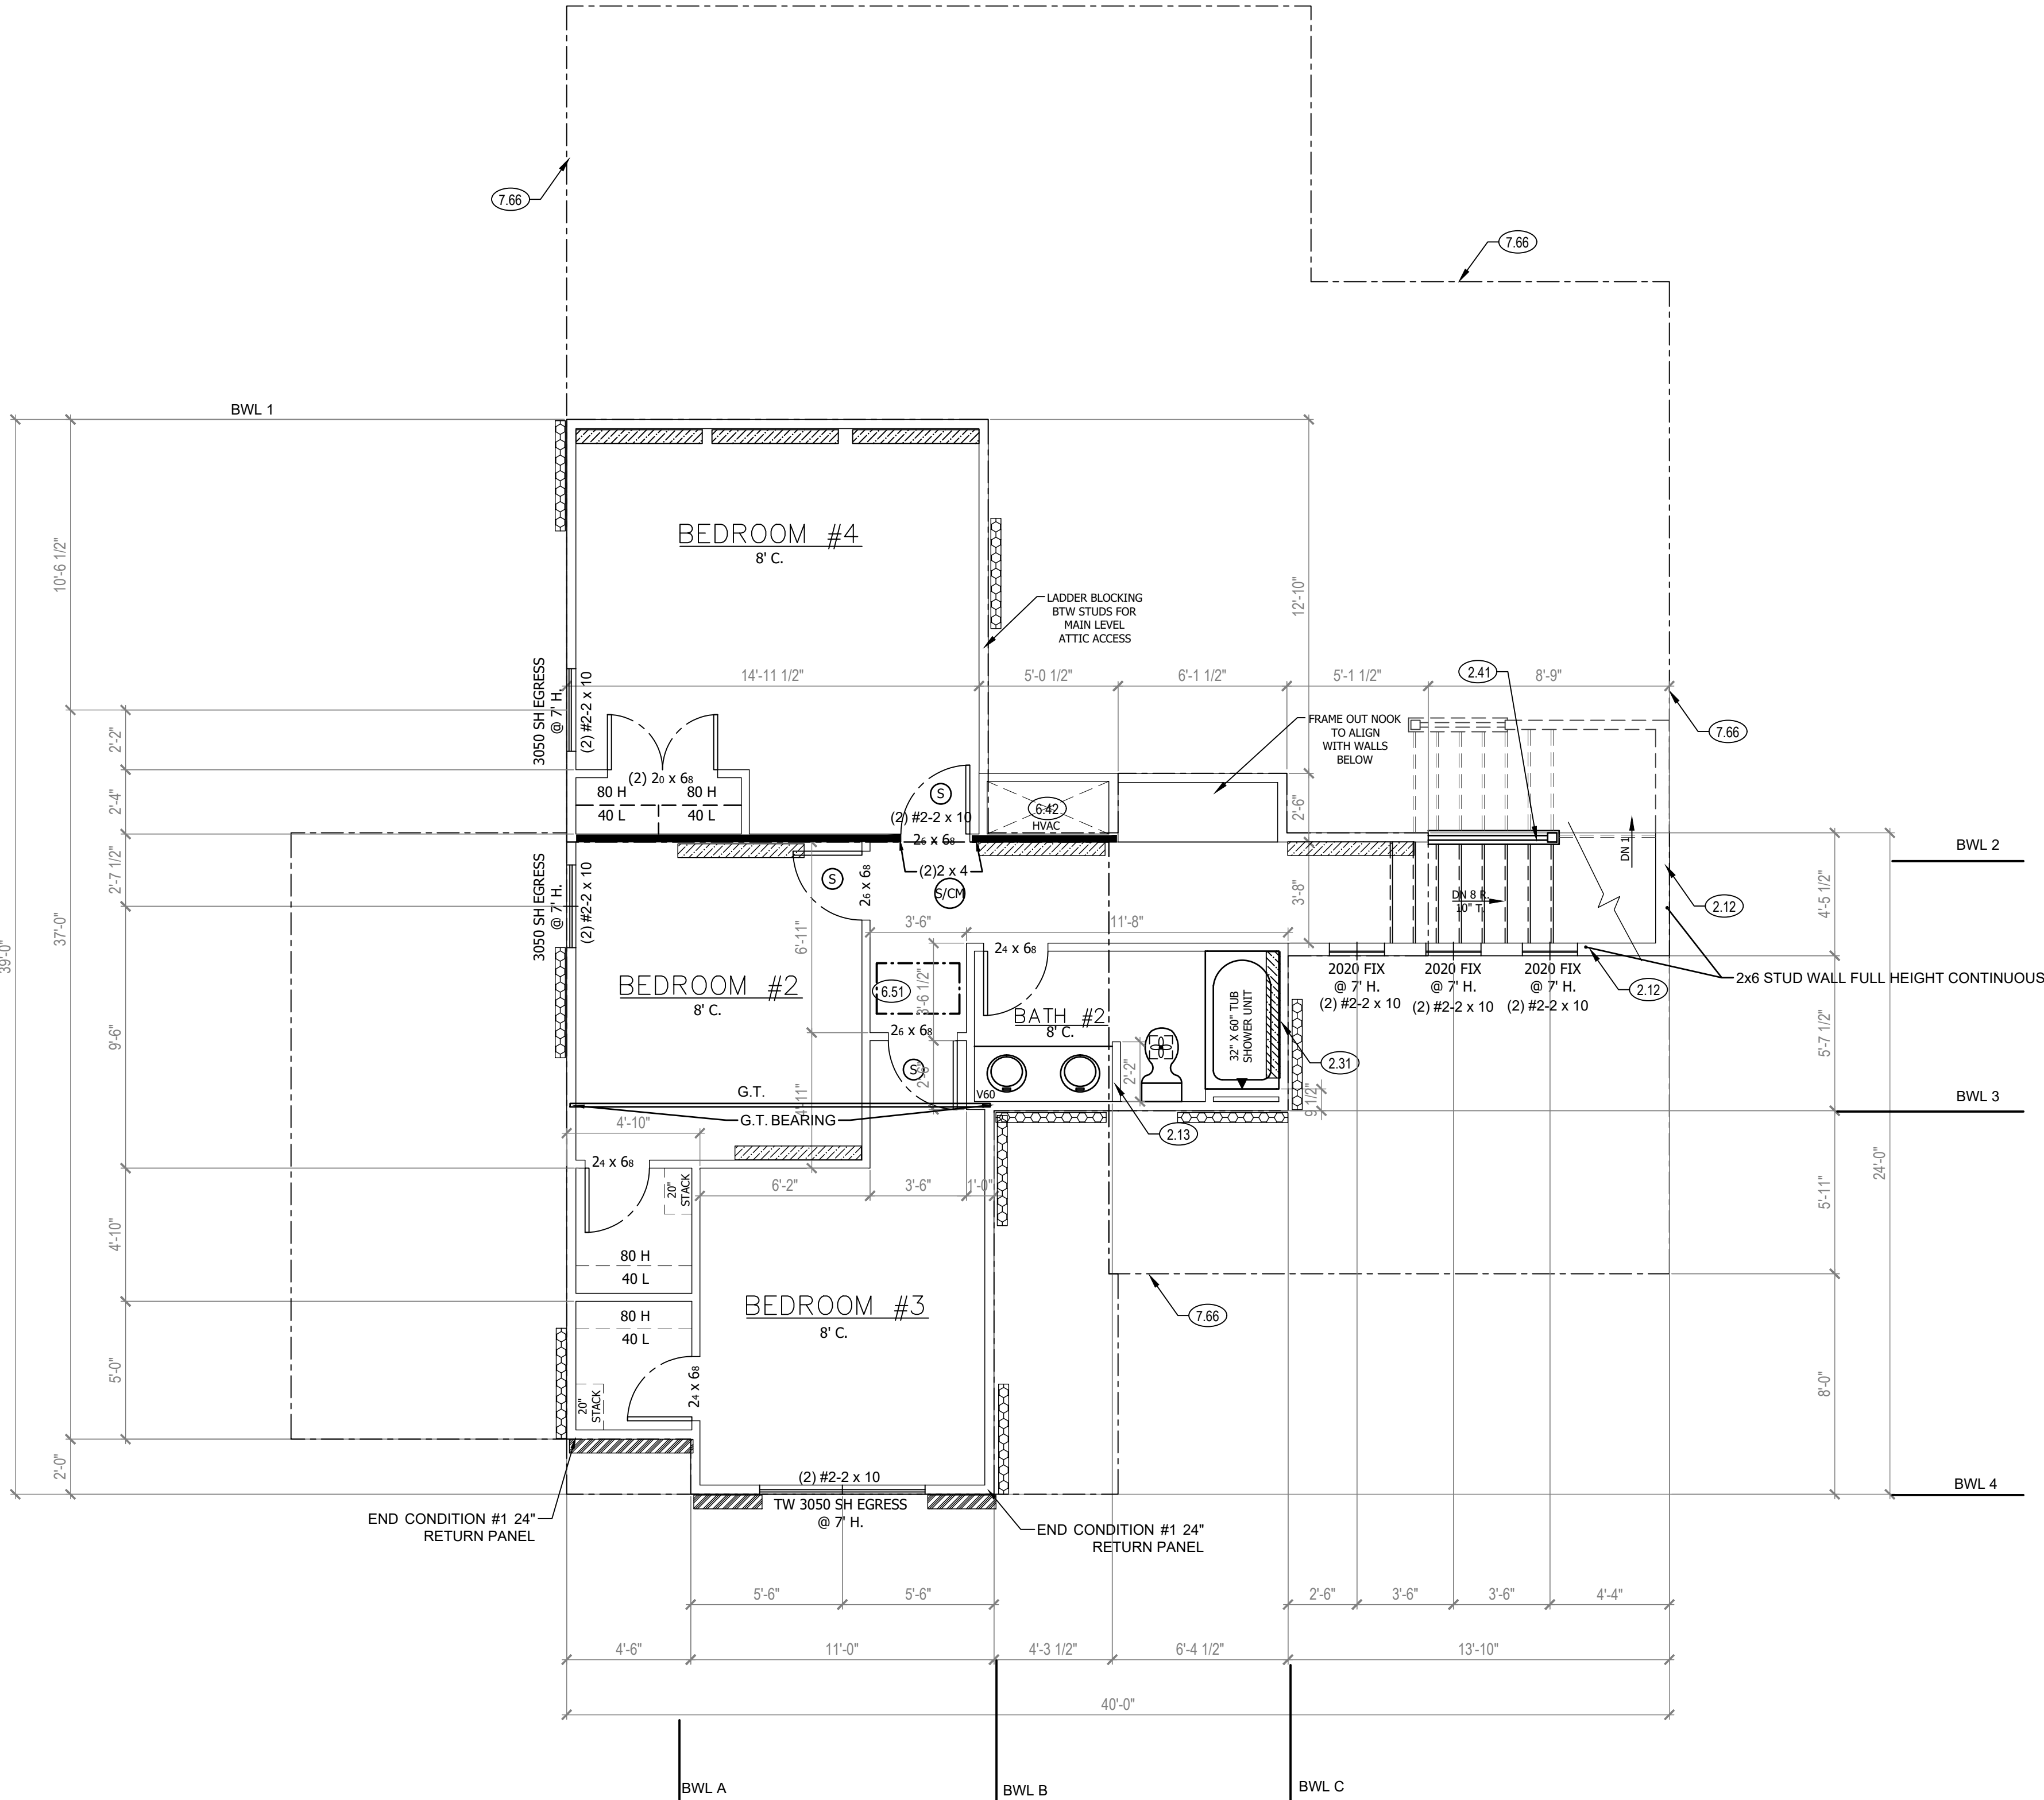 7.66
7.66
BWL 1
BEDROOM #4
8' C.
10'-6 1/2"
12'-10"
LADDER BLOCKING
BTW STUDS FOR
MAIN LEVEL
ATTIC ACCESS
3050 SH EGRESS
@ 7' H.
(2) #2-2 x 10
14'-11 1/2"
5'-0 1/2"
6'-1 1/2"
5'-1 1/2"
2.41
8'-9"
FRAME OUT NOOK
TO ALIGN
WITH WALLS
BELOW
7.66
2'-2"
2'-4"
(2) 20 x 68
80 H
80 H
40 L
40 L
S
(2) #2-2 x 10
26 x 68
6.42
HVAC
2'-6"
DN 1
BWL 2
2'-7 1/2"
3050 SH EGRESS
@ 7' H.
(2) #2-2 x 10
S
26 x 68
(2)2 x 4
S/CM
3'-8"
DN 8 R.
10" T.
2.12
4'-5 1/2"
37'-0"
39'-0"
6'-11"
3'-6"
11'-8"
24 x 68
2020 FIX
@ 7' H.
(2) #2-2 x 10
2020 FIX
@ 7' H.
(2) #2-2 x 10
2020 FIX
@ 7' H.
(2) #2-2 x 10
2.12
2x6 STUD WALL FULL HEIGHT CONTINUOUS
BEDROOM #2
8' C.
6.51
3'-6 1/2"
BATH #2
8' C.
32" X 60" TUB
SHOWER UNIT
2.31
5'-7 1/2"
9'-6"
26 x 68
S
2'-6"
2'-2"
V60
9 1/2"
BWL 3
G.T.
G.T. BEARING
4'-11"
2.13
4'-10"
24 x 68
20"
STACK
6'-2"
3'-6"
1'-0"
5'-11"
24'-0"
4'-10"
80 H
40 L
80 H
40 L
BEDROOM #3
8' C.
7.66
5'-0"
24 x 68
20"
STACK
8'-0"
2'-0"
(2) #2-2 x 10
TW 3050 SH EGRESS
@ 7' H.
BWL 4
END CONDITION #1 24"
RETURN PANEL
END CONDITION #1 24"
RETURN PANEL
5'-6"
5'-6"
2'-6"
3'-6"
3'-6"
4'-4"
4'-6"
11'-0"
4'-3 1/2"
6'-4 1/2"
13'-10"
40'-0"
BWL A
BWL B
BWL C